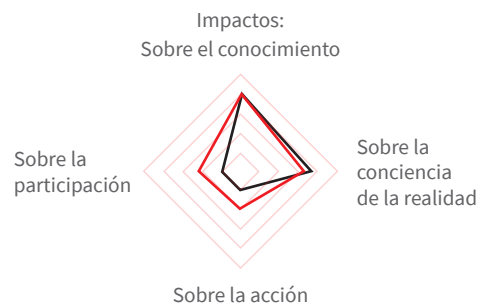 Impactos:
Sobre el conocimiento
Sobre la
conciencia
de la realidad
Sobre la
participación
Sobre la acción